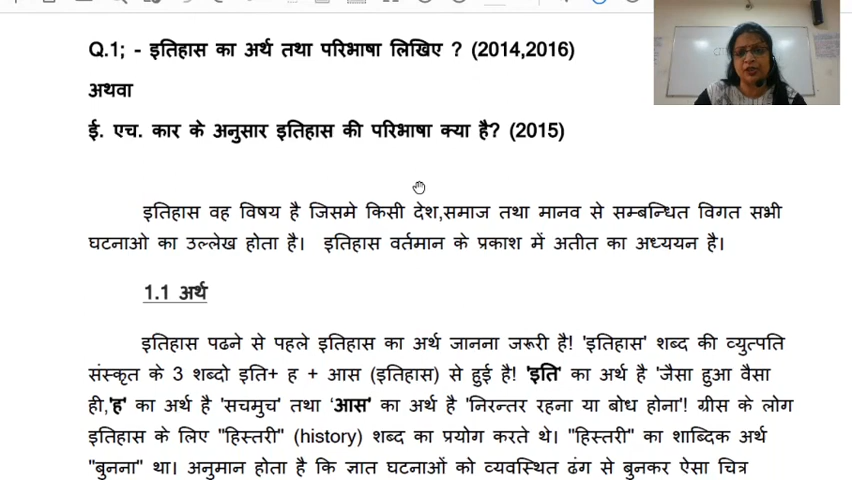 Q.1; - इतिहास का अर्थ तथा परिभाषा लिखिए ? (2014,2016)
अथवा
ई. एच. कार के अनुसार इतिहास की परिभाषा क्या है? (2015)
इतिहास वह विषय है जिसमे किसी देश,समाज तथा मानव से सम्बन्धित विगत सभी
घटनाओ का उल्लेख होता है। इतिहास वर्तमान के प्रकाश में अतीत का अध्ययन है।
1.1 अर्थ
इतिहास पढने से पहले इतिहास का अर्थ जानना जरूरी है! 'इतिहास' शब्द की व्युत्पति
संस्कृत के 3 शब्दो इति+ ह + आस (इतिहास) से हुई है! 'इति' का अर्थ है 'जैसा हुआ वैसा
ही,'ह' का अर्थ है 'सचमुच' तथा 'आस' का अर्थ है 'निरन्तर रहना या बोध होना'! ग्रीस के लोग
इतिहास के लिए "हिस्तरी" (history) शब्द का प्रयोग करते थे। "हिस्तरी" का शाब्दिक अर्थ
"बुनना" था। अनुमान होता है कि ज्ञात घटनाओं को व्यवस्थित ढंग से बुनकर ऐसा चित्र